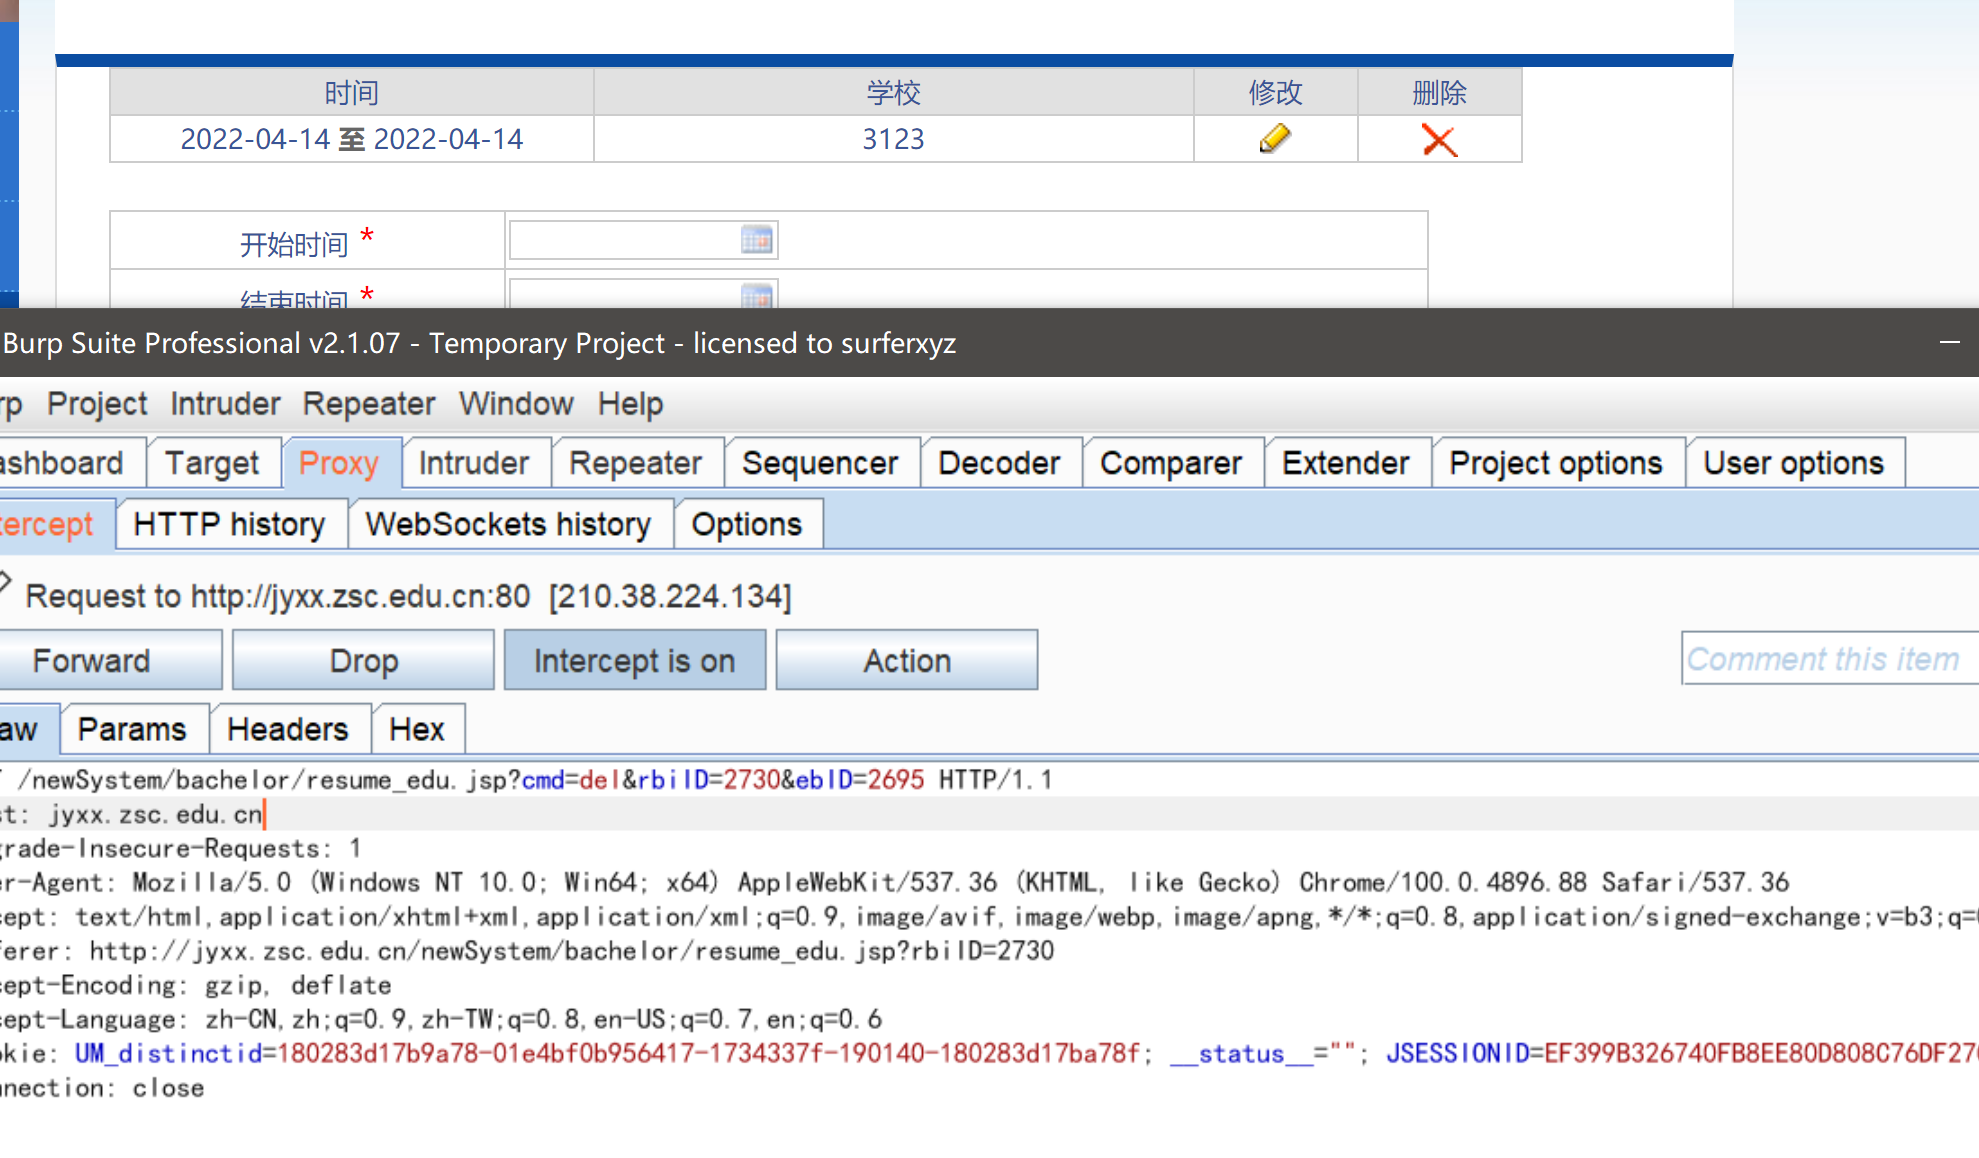 时间 学校 修改 删除
2022-04-14 至 2022-04-14 3123
开始时间 *
结束时间 *
Burp Suite Professional v2.1.07 - Temporary Project - licensed to surferxyz
rp Project Intruder Repeater Window Help
ashboard Target Proxy Intruder Repeater Sequencer Decoder Comparer Extender Project options User options
tercept HTTP history WebSockets history Options
Request to http://jyxx.zsc.edu.cn:80 [210.38.224.134]
Forward Drop Intercept is on Action Comment this item
aw Params Headers Hex
/newSystem/bachelor/resume_edu.jsp?cmd=del&rbiID=2730&ebID=2695 HTTP/1.1
st: jyxx.zsc.edu.cn
grade-Insecure-Requests: 1
er-Agent: Mozilla/5.0 (Windows NT 10.0; Win64; x64) AppleWebKit/537.36 (KHTML, like Gecko) Chrome/100.0.4896.88 Safari/537.36
cept: text/html,application/xhtml+xml,application/xml;q=0.9,image/avif,image/webp,image/apng,*/*;q=0.8,application/signed-exchange;v=b3;q=
ferer: http://jyxx.zsc.edu.cn/newSystem/bachelor/resume_edu.jsp?rbiID=2730
cept-Encoding: gzip, deflate
cept-Language: zh-CN,zh;q=0.9,zh-TW;q=0.8,en-US;q=0.7,en;q=0.6
okie: UM_distinctid=180283d17b9a78-01e4bf0b956417-1734337f-190140-180283d17ba78f; __status__=""; JSESSIONID=EF399B326740FB8EE80D808C76DF27
nnection: close